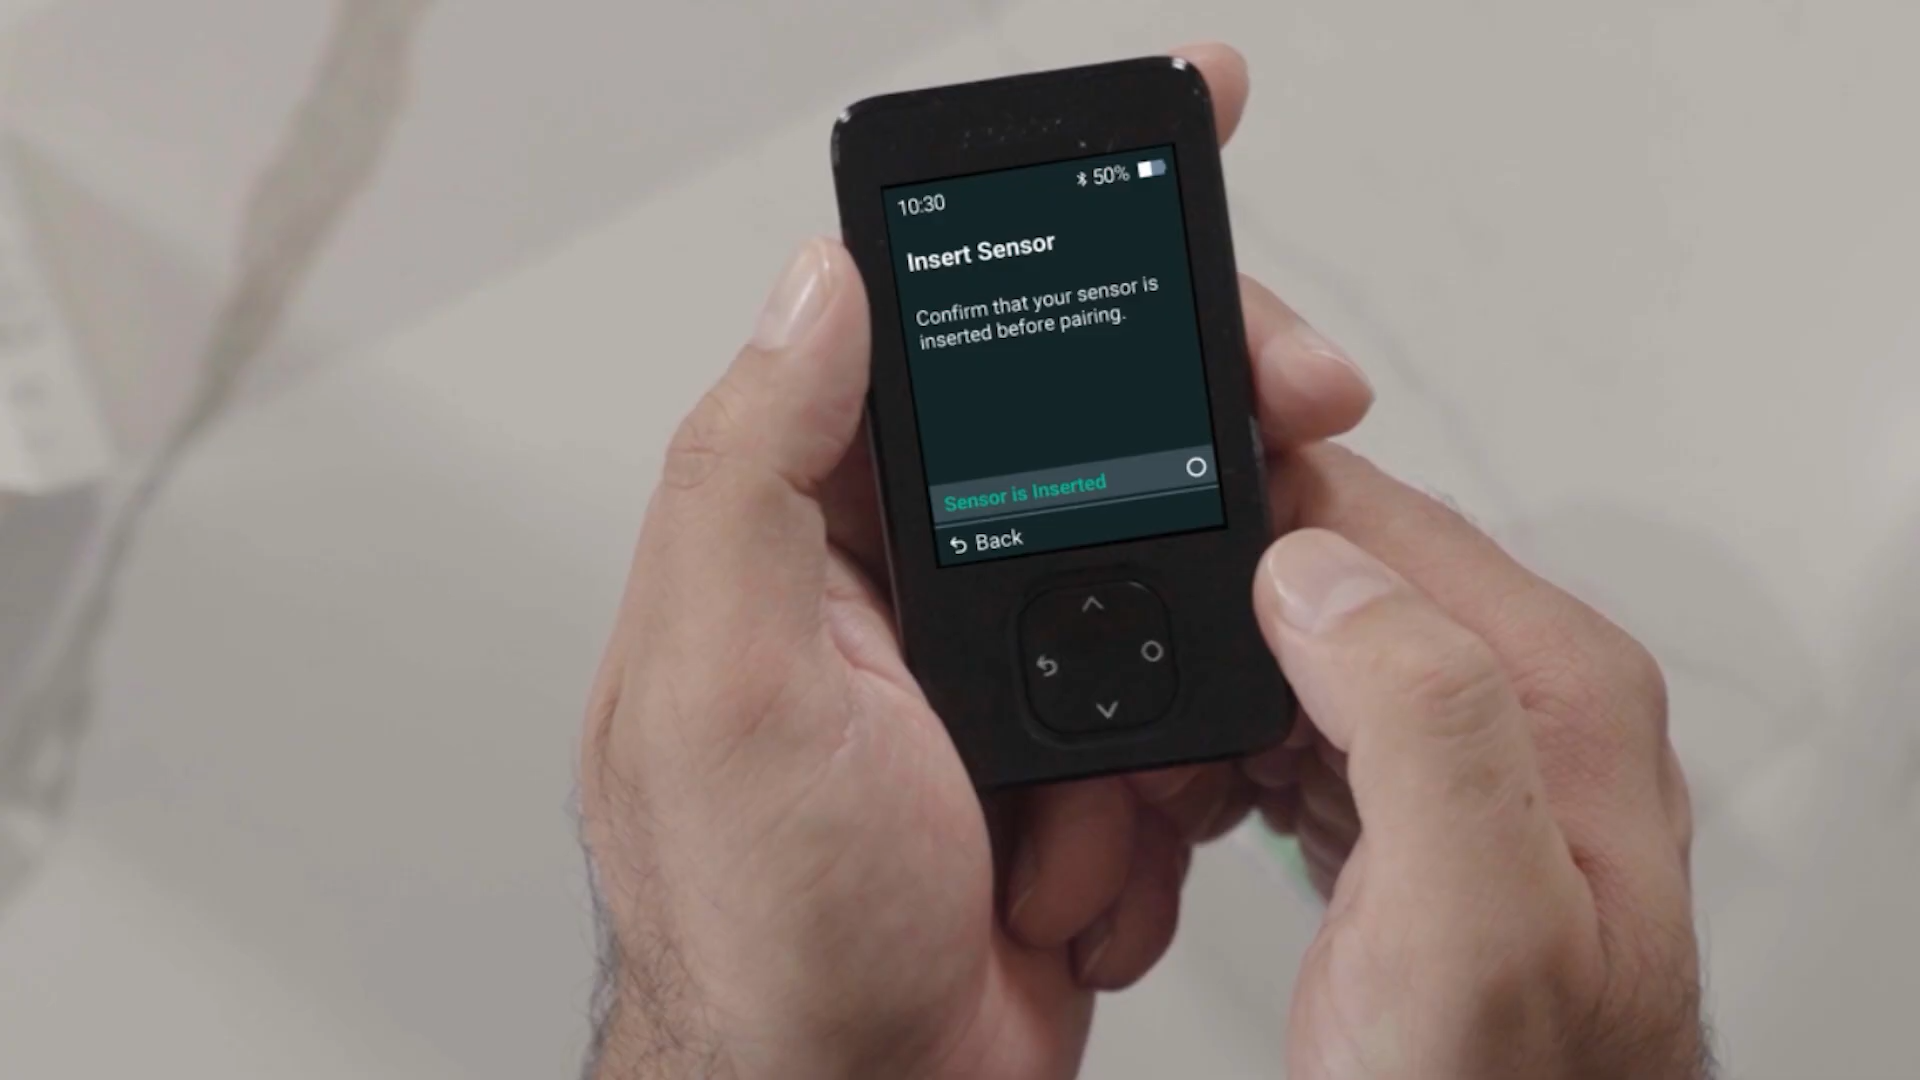 10:30
50%
Insert Sensor
Confirm that your sensor is
inserted before pairing.
Sensor is Inserted
Back